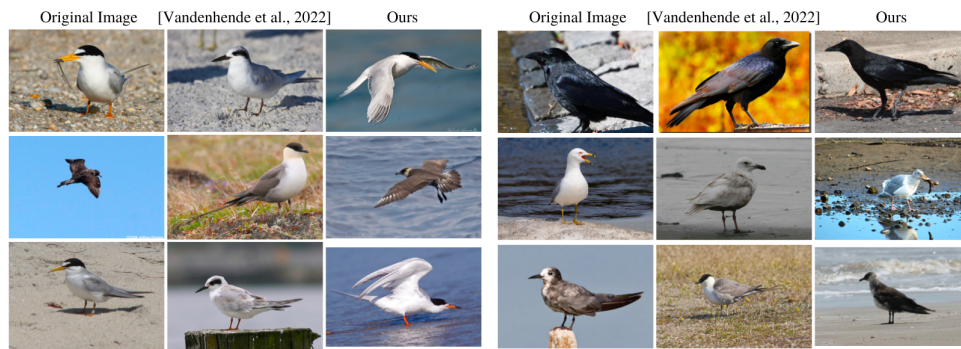 Original Image [Vandenhende et al., 2022] Ours Original Image [Vandenhende et al., 2022] Ours